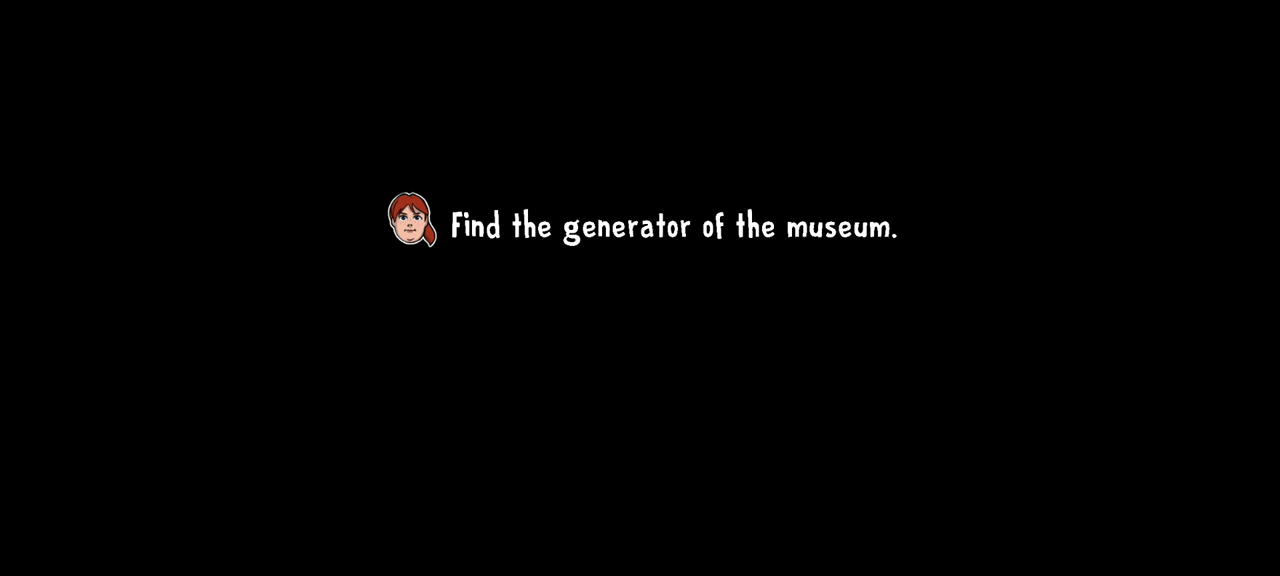 Find the generator of the museum.